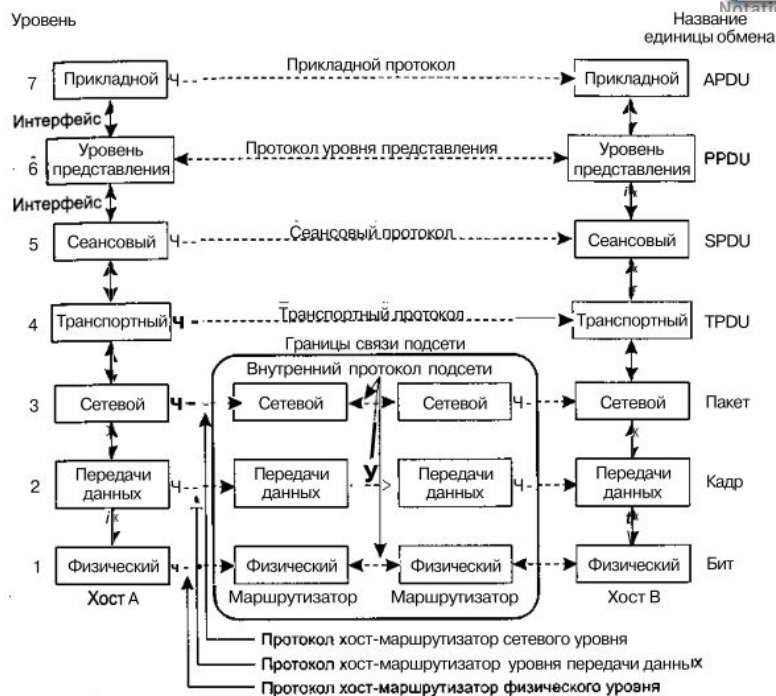 Notati
Уровень
Название
единицы обмена
7 Прикладной Ч Прикладной протокол Прикладной APDU
Интерфейс
6 Уровень представления Протокол уровня представления Уровень представления PPDU
Интерфейс
5 Сеансовый Ч Сеансовый протокол Сеансовый SPDU
4 Транспортный Ч Транспортный протокол Транспортный TPDU
Границы связи подсети
Внутренний протокол подсети
3 Сетевой Ч Сетевой Сетевой Ч Сетевой Пакет
2 Передачи данных Ч Передачи данных У Передачи данных Ч Передачи данных Кадр
1 Физический Ч Физический Физический Физический Бит
Хост А Маршрутизатор Маршрутизатор Хост В
Протокол хост-маршрутизатор сетевого уровня
Протокол хост-маршрутизатор уровня передачи данных
Протокол хост-маршрутизатор физического уровня